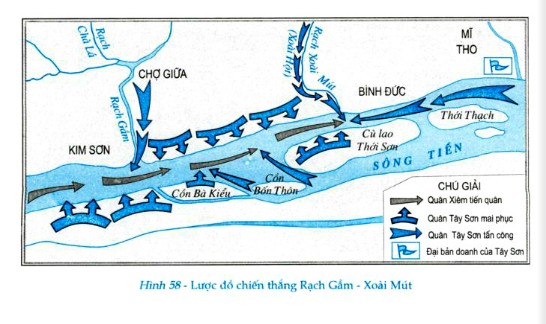 Rạch
Chà Là
CHỢ GIỮA
Rạch Gầm
Rạch Xoài
(Xoài Hột)
Mút
MĨ
THO
BÌNH ĐỨC
Thới Thạch
KIM SƠN
Cù lao
Thới Sơn
SÔNG TIỀN
Cồn Bà Kiểu
Cồn
Bốn Thôn
CHÚ GIẢI
Quân Xiêm tiến quân
Quân Tây Sơn mai phục
Quân Tây Sơn tấn công
Đại bản doanh của Tây Sơn
Hình 58 - Lược đồ chiến thắng Rạch Gầm - Xoài Mút